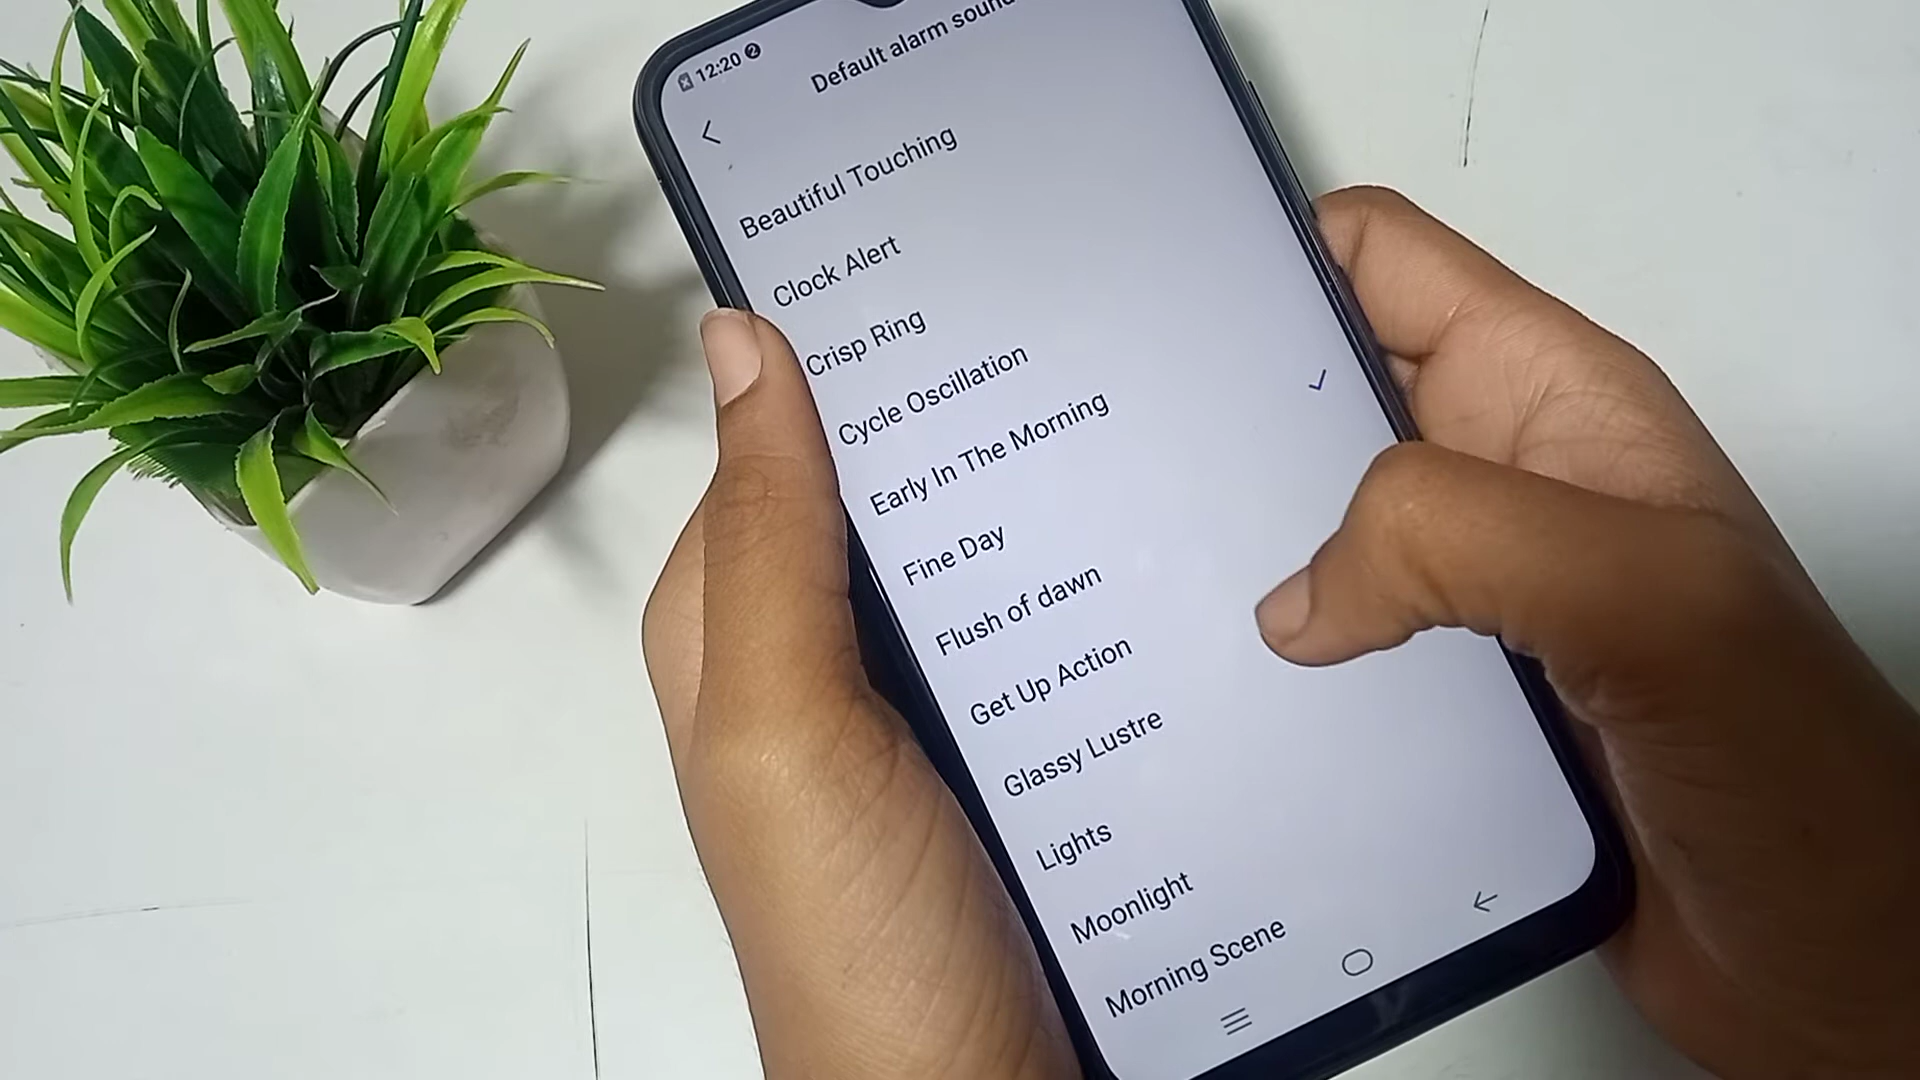 12:20
Default alarm sound
Beautiful Touching
Clock Alert
Crisp Ring
Cycle Oscillation
Early In The Morning
Fine Day
Flush of dawn
Get Up Action
Glassy Lustre
Lights
Moonlight
Morning Scene